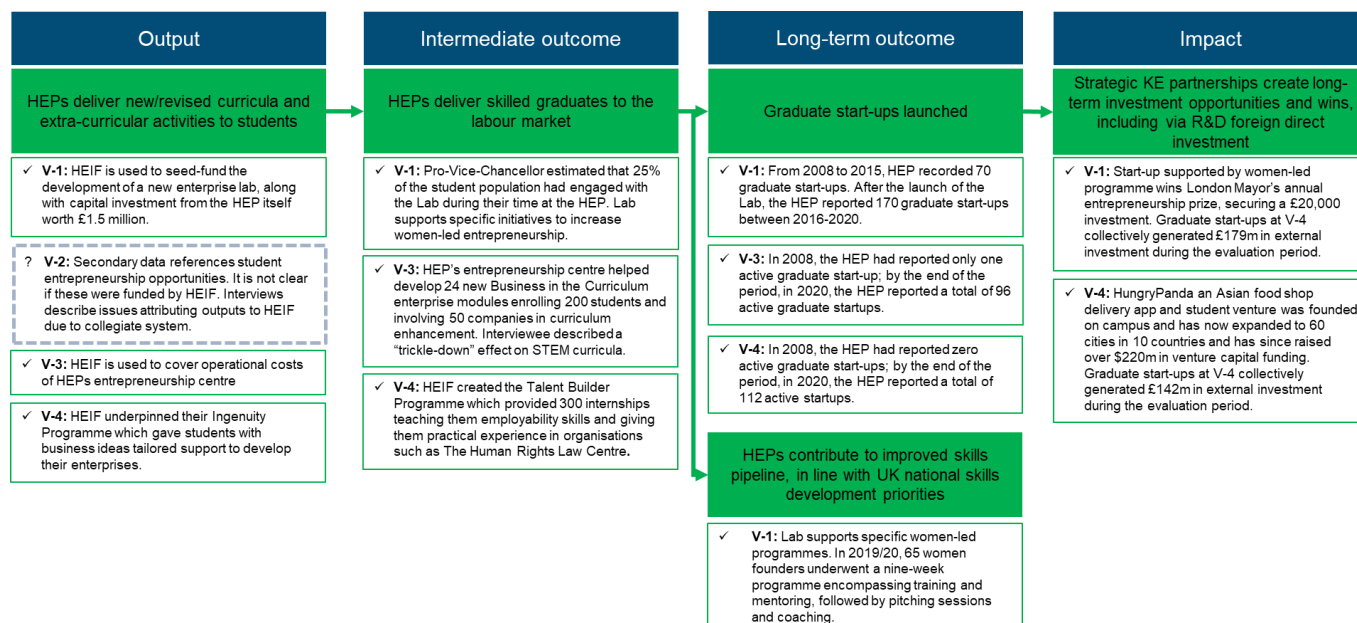 Output
HEPs deliver new/revised curricula and
extra-curricular activities to students
✓ V-1: HEIF is used to seed-fund the
development of a new enterprise lab, along
with capital investment from the HEP itself
worth £1.5 million.
? V-2: Secondary data references student
entrepreneurship opportunities. It is not clear
if these were funded by HEIF. Interviews
describe issues attributing outputs to HEIF
due to collegiate system.
✓ V-3: HEIF is used to cover operational costs
of HEPs entrepreneurship centre
✓ V-4: HEIF underpinned their Ingenuity
Programme which gave students with
business ideas tailored support to develop
their enterprises.
Intermediate outcome
HEPs deliver skilled graduates to the
labour market
✓ V-1: Pro-Vice-Chancellor estimated that 25%
of the student population had engaged with
the Lab during their time at the HEP. Lab
supports specific initiatives to increase
women-led entrepreneurship.
✓ V-3: HEP's entrepreneurship centre helped
develop 24 new Business in the Curriculum
enterprise modules enrolling 200 students and
involving 50 companies in curriculum
enhancement. Interviewee described a
"trickle-down" effect on STEM curricula.
✓ V-4: HEIF created the Talent Builder
Programme which provided 300 internships
teaching them employability skills and giving
them practical experience in organisations
such as The Human Rights Law Centre.
Long-term outcome
Graduate start-ups launched
✓ V-1: From 2008 to 2015, HEP recorded 70
graduate start-ups. After the launch of the
Lab, the HEP reported 170 graduate start-ups
between 2016-2020.
✓ V-3: In 2008, the HEP had reported only one
active graduate start-up; by the end of the
period, in 2020, the HEP reported a total of 96
active graduate startups.
✓ V-4: In 2008, the HEP had reported zero
active graduate start-ups; by the end of the
period, in 2020, the HEP reported a total of
112 active startups.
HEPs contribute to improved skills
pipeline, in line with UK national skills
development priorities
✓ V-1: Lab supports specific women-led
programmes. In 2019/20, 65 women
founders underwent a nine-week
programme encompassing training and
mentoring, followed by pitching sessions
and coaching.
Impact
Strategic KE partnerships create long-
term investment opportunities and wins,
including via R&D foreign direct
investment
✓ V-1: Start-up supported by women-led
programme wins London Mayor's annual
entrepreneurship prize, securing a £20,000
investment. Graduate start-ups at V-4
collectively generated £179m in external
investment during the evaluation period.
✓ V-4: HungryPanda an Asian food shop
delivery app and student venture was founded
on campus and has now expanded to 60
cities in 10 countries and has since raised
over $220m in venture capital funding.
Graduate start-ups at V-4 collectively
generated £142m in external investment
during the evaluation period.